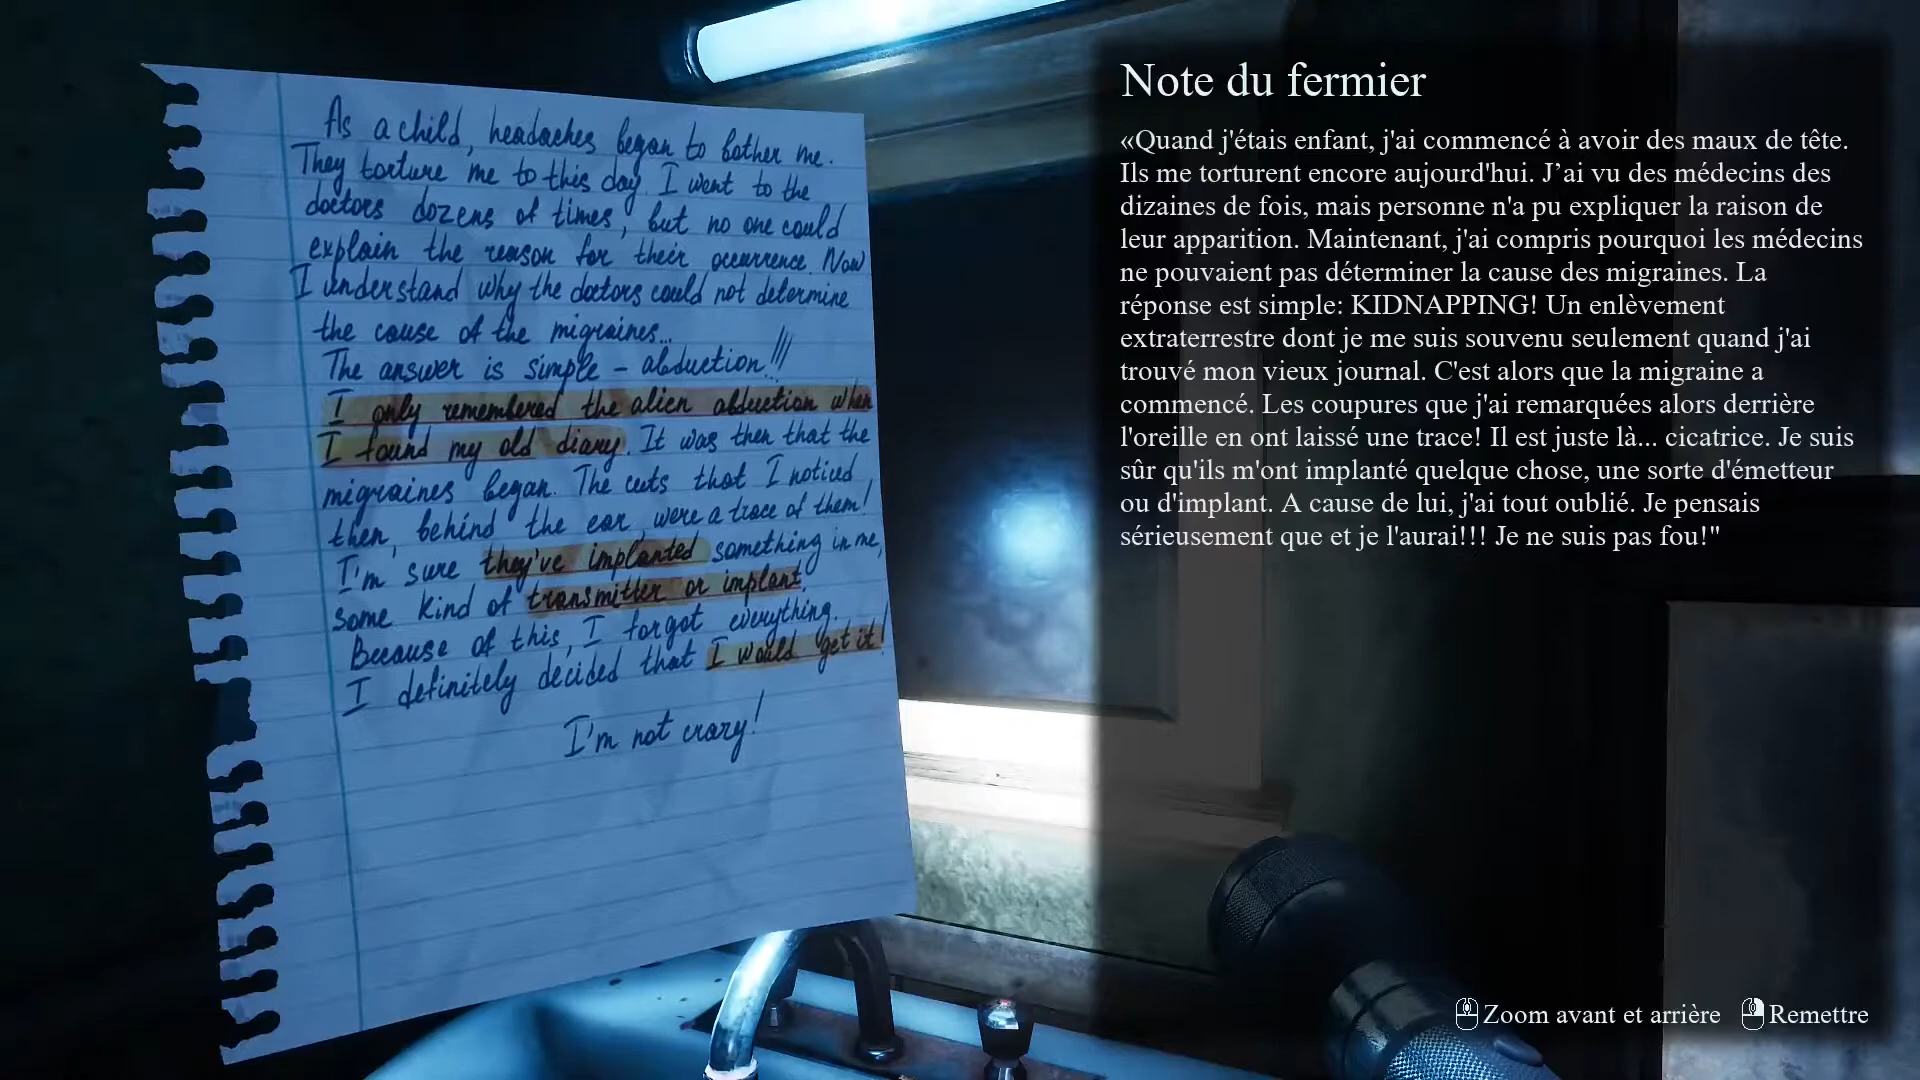 As a child, headaches began to bother me.
They torture me to this day. I went to the
doctors dozens of times, but no one could
explain the reason for their occurrence. Now
I understand why the doctors could not determine
the cause of the migraines...
The answer is simple - abduction!!!
I only remembered the alien abduction when
I found my old diary. It was then that the
migraines began. The cuts that I noticed
then, behind the ear, were a trace of them!
I'm sure they've implanted something in me,
some kind of transmitter or implant.
Because of this, I forgot everything.
I definitely decided that I would get it!
I'm not crazy!
Note du fermier
«Quand j'étais enfant, j'ai commencé à avoir des maux de tête.
Ils me torturent encore aujourd'hui. J’ai vu des médecins des
dizaines de fois, mais personne n'a pu expliquer la raison de
leur apparition. Maintenant, j'ai compris pourquoi les médecins
ne pouvaient pas déterminer la cause des migraines. La
réponse est simple: KIDNAPPING! Un enlèvement
extraterrestre dont je me suis souvenu seulement quand j'ai
trouvé mon vieux journal. C'est alors que la migraine a
commencé. Les coupures que j'ai remarquées alors derrière
l'oreille en ont laissé une trace! Il est juste là... cicatrice. Je suis
sûr qu'ils m'ont implanté quelque chose, une sorte d'émetteur
ou d'implant. A cause de lui, j'ai tout oublié. Je pensais
sérieusement que et je l'aurai!!! Je ne suis pas fou!"
Zoom avant et arrière Remettre